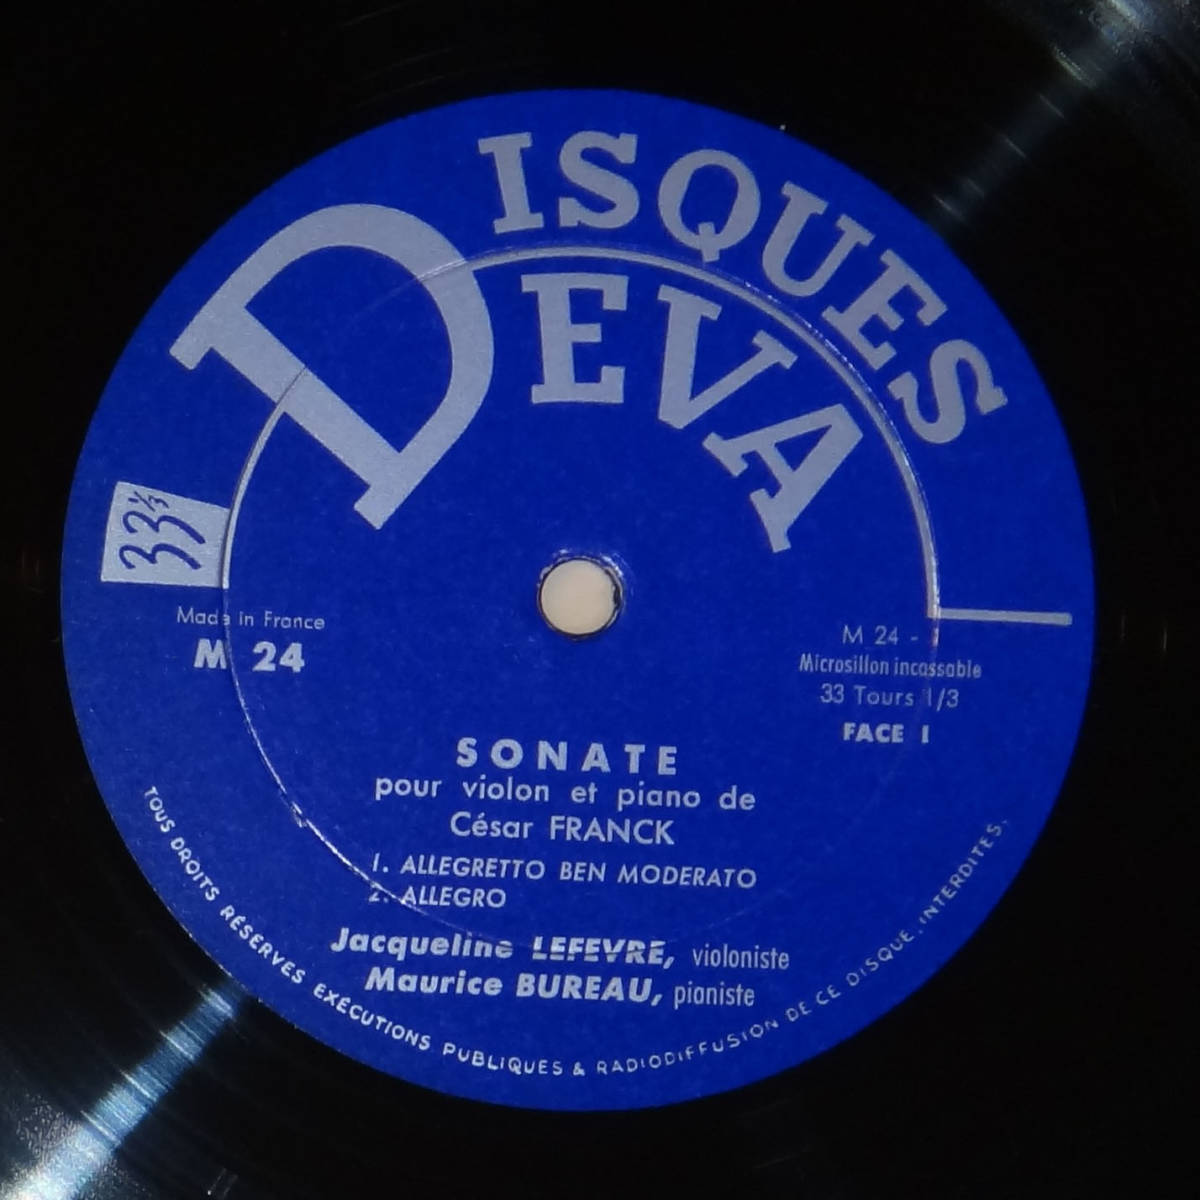 DISQUES
DEVA
33⅓
Made in France
M 24
M 24 -
Microsillon incassable
33 Tours 1/3
FACE I
SONATE
pour violon et piano de
César FRANCK
1. ALLEGRETTO BEN MODERATO
2. ALLEGRO
Jacqueline LEFEVRE, violoniste
Maurice BUREAU, pianiste
TOUS DROITS RÉSERVÉS EXÉCUTIONS PUBLIQUES & RADIODIFFUSION DE CE DISQUE INTERDITES.